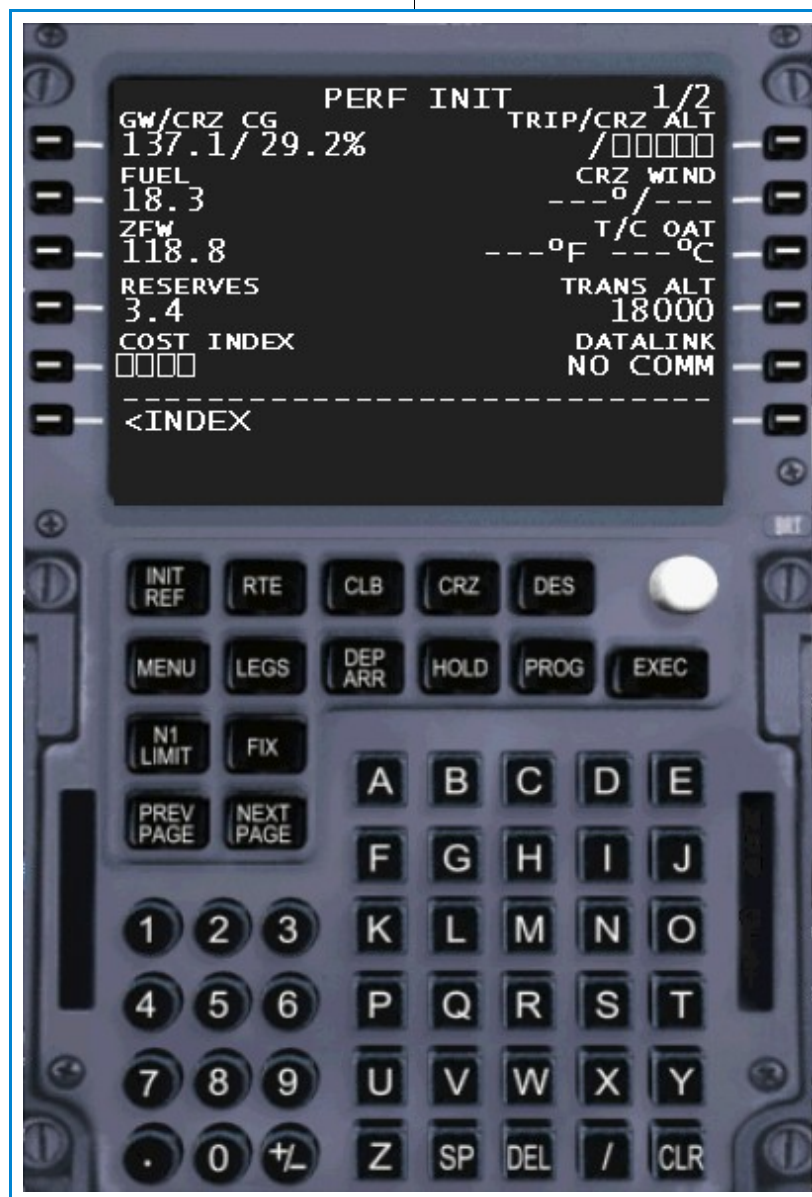 PERF INIT 1/2
GW/CRZ CG TRIP/CRZ ALT
137.1/29.2% /□□□□□
FUEL CRZ WIND
18.3 ---º/---
ZFW T/C OAT
118.8 ---ºF ---ºC
RESERVES TRANS ALT
3.4 18000
COST INDEX DATALINK
□□□□ NO COMM
------------------------------
<INDEX
BRT
INIT REF RTE CLB CRZ DES
MENU LEGS DEP ARR HOLD PROG EXEC
N1 LIMIT FIX
PREV PAGE NEXT PAGE
A B C D E
F G H I J
1 2 3 K L M N O
4 5 6 P Q R S T
7 8 9 U V W X Y
. 0 +/- Z SP DEL / CLR